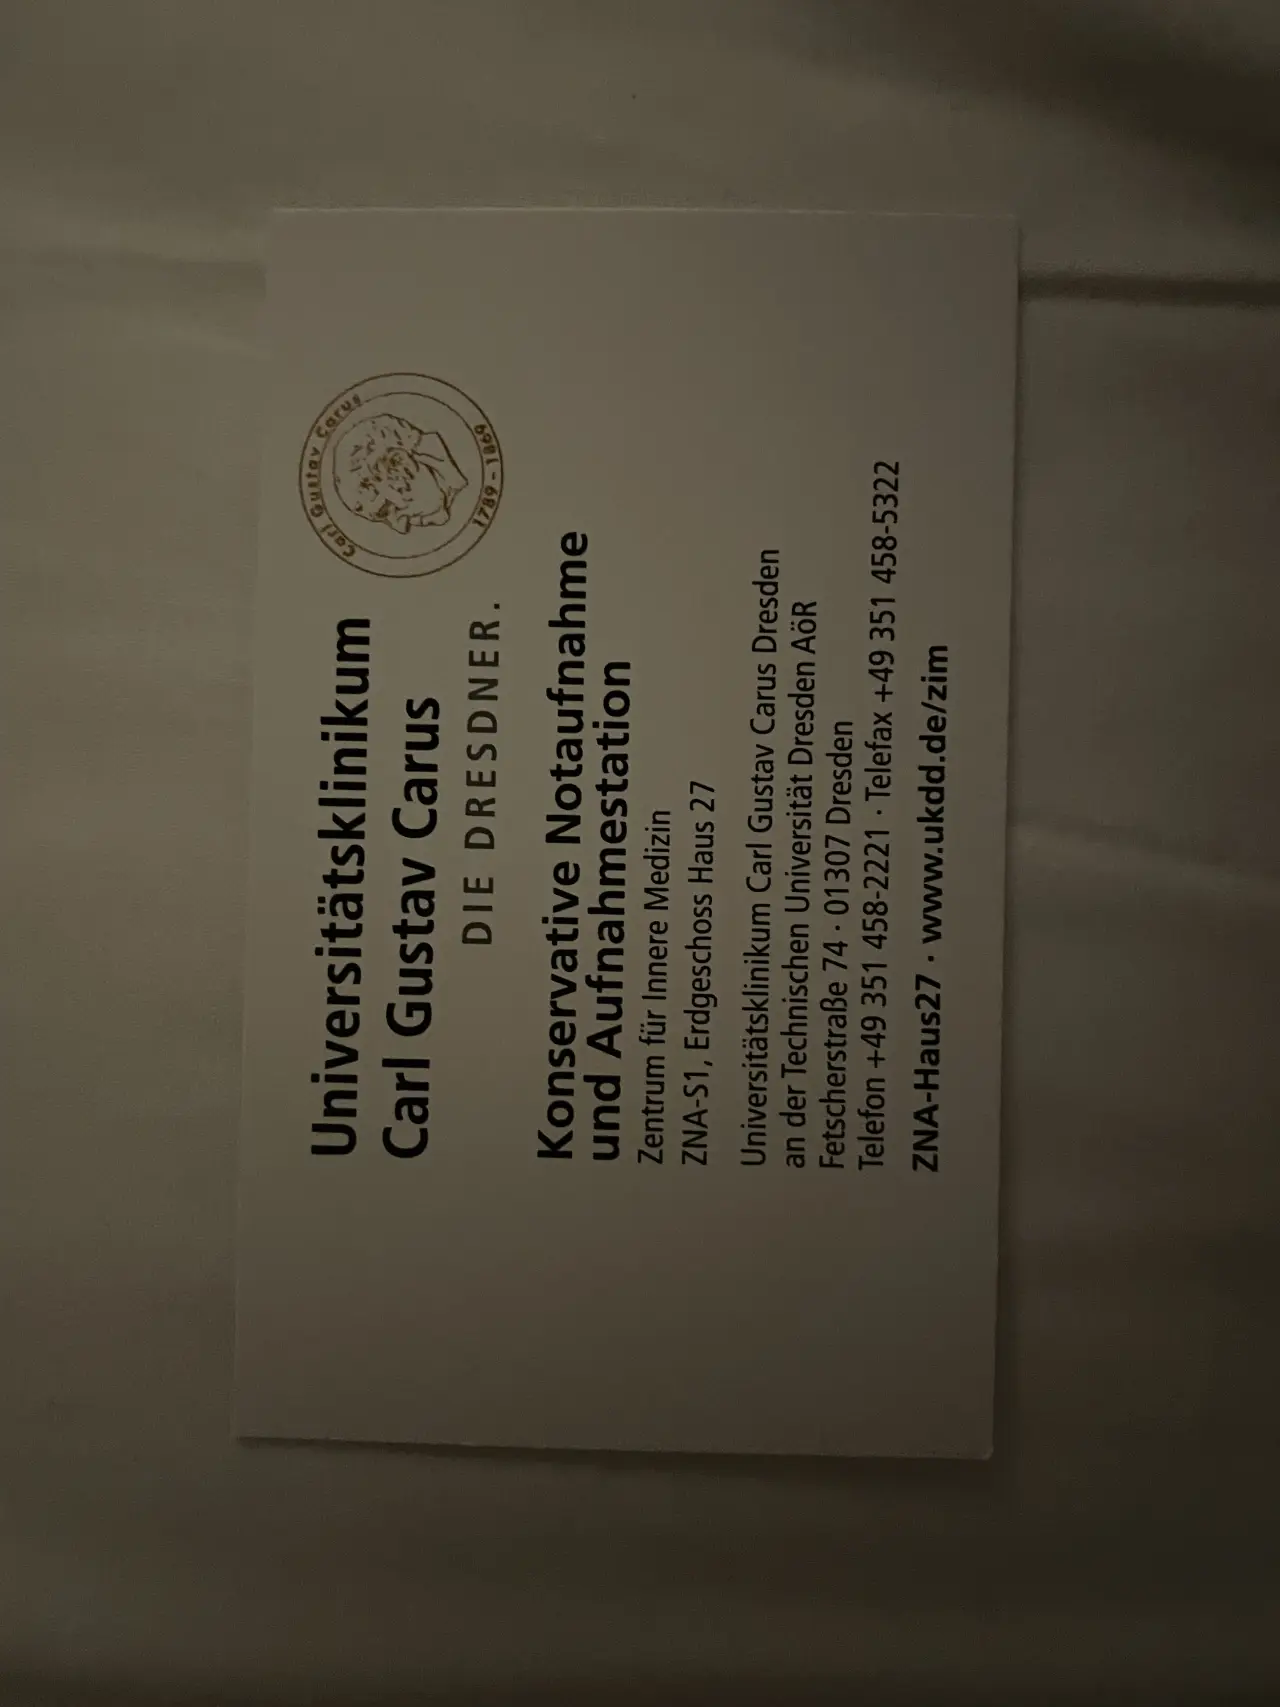 Universitätsklinikum
Carl Gustav Carus
DIE DRESDNER.
Carl Gustav Carus
1789 - 1869
Konservative Notaufnahme
und Aufnahmestation
Zentrum für Innere Medizin
ZNA-S1, Erdgeschoss Haus 27
Universitätsklinikum Carl Gustav Carus Dresden
an der Technischen Universität Dresden AöR
Fetscherstraße 74 · 01307 Dresden
Telefon +49 351 458-2221 · Telefax +49 351 458-5322
ZNA-Haus27 · www.ukdd.de/zim